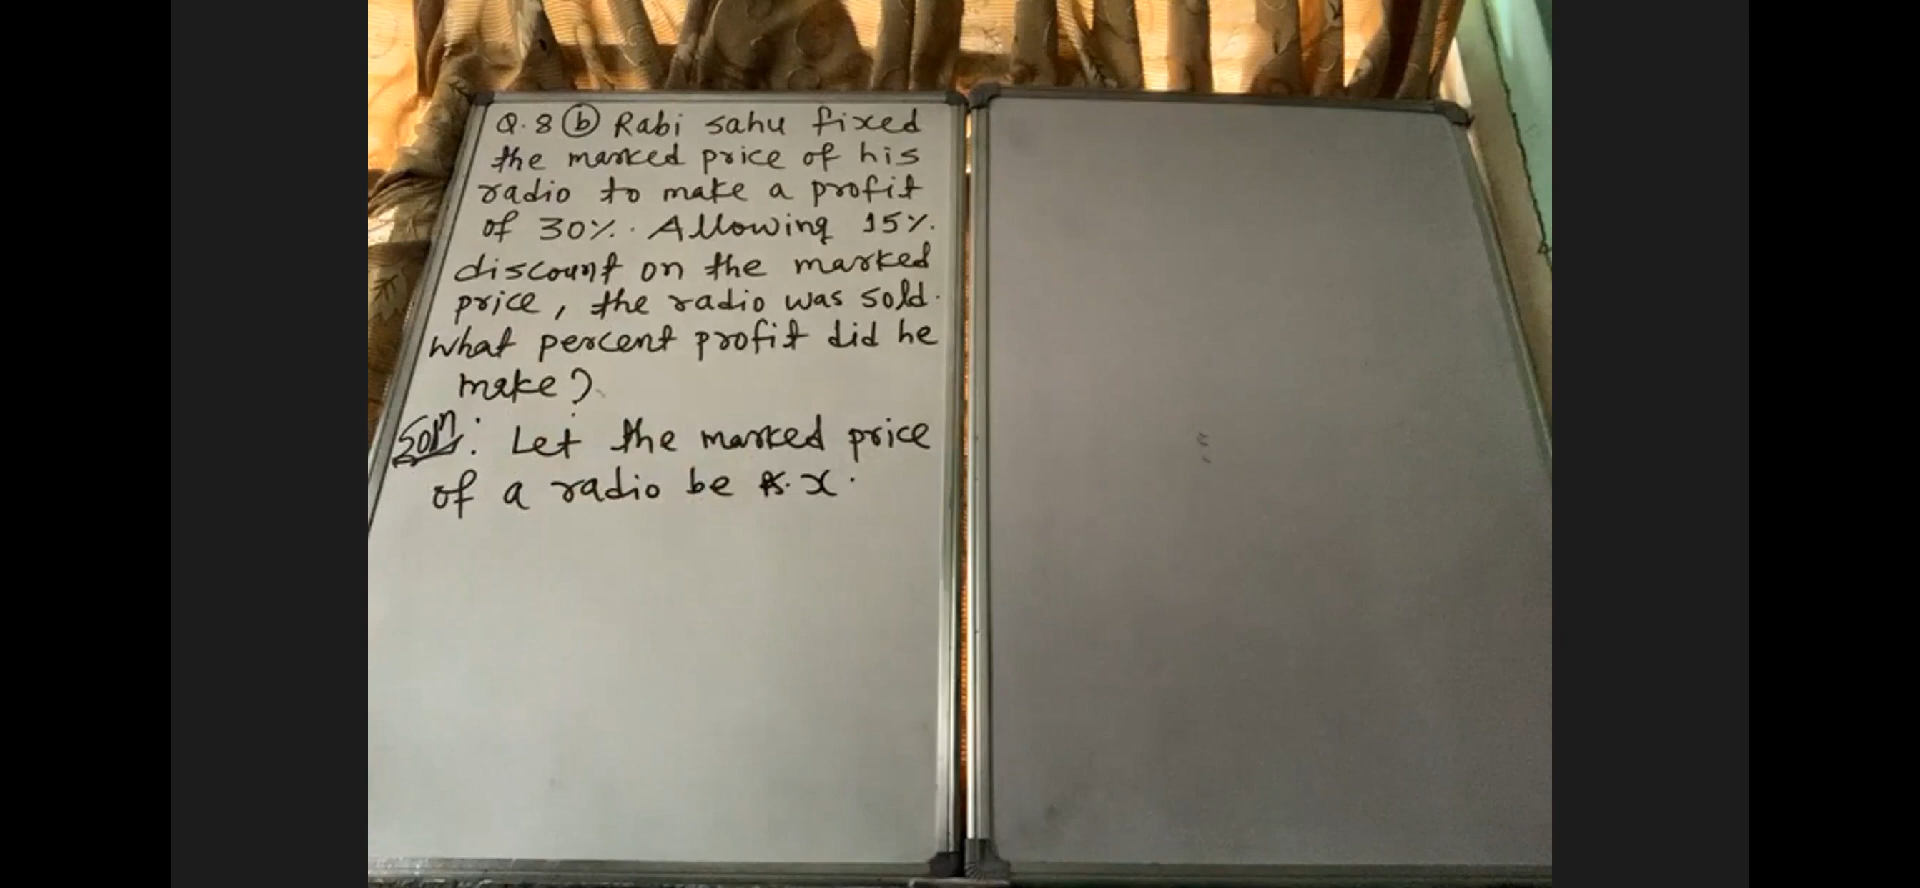 Q.8 (b) Rabi sahu fixed
the marked price of his
radio to make a profit
of 30%. Allowing 15%
discount on the marked
price, the radio was sold.
What percent profit did he
make?
Solⁿ: Let the marked price
of a radio be Rs. x.